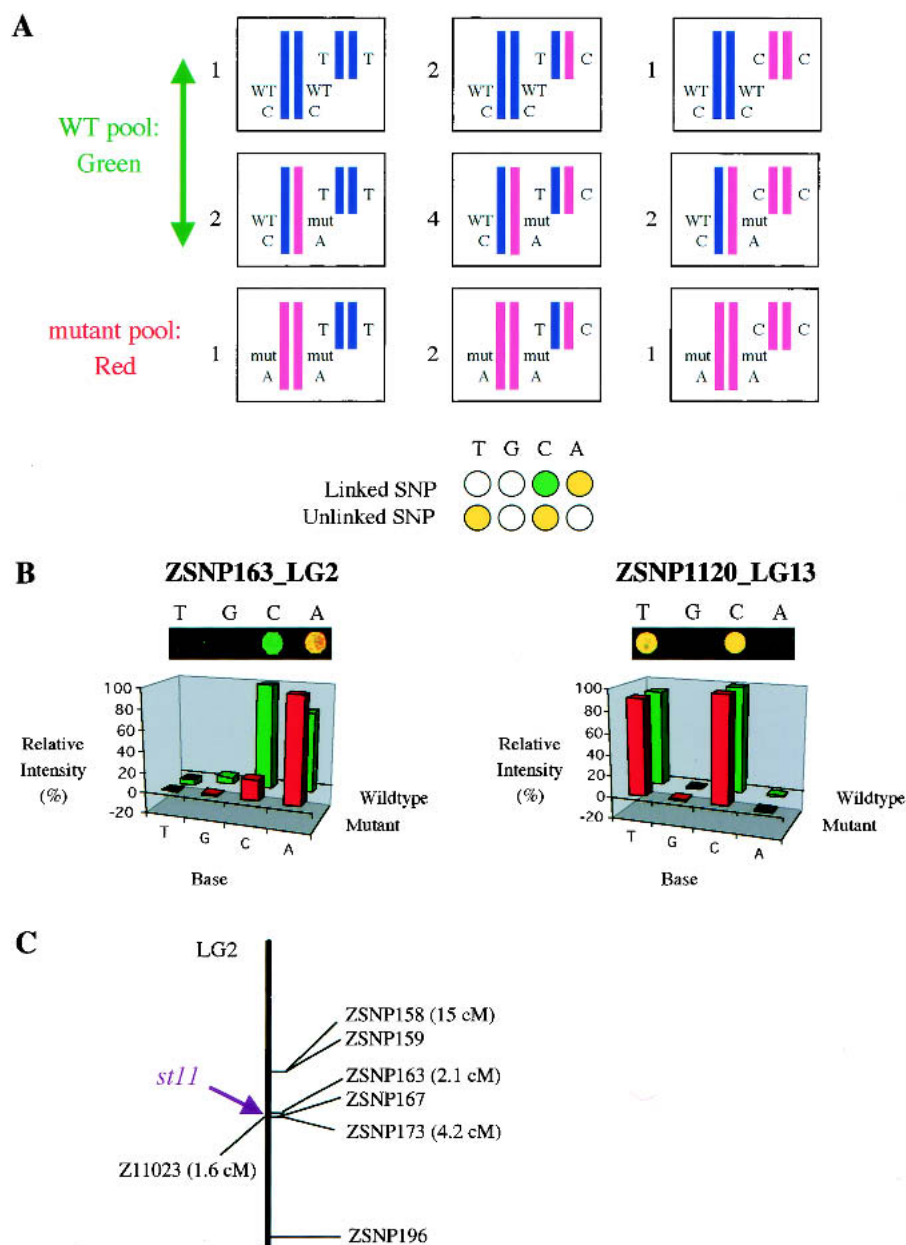 A
1 T T WT WT C C
2 T C WT WT C C
1 C C WT WT C C
WT pool:
Green
2 T T WT mut C A
4 T C WT mut C A
2 C C WT mut C A
mutant pool:
Red
1 T T mut mut A A
2 T C mut mut A A
1 C C mut mut A A
T G C A
Linked SNP
Unlinked SNP
B
ZSNP163_LG2
T G C A
100
80
60
40
20
0
-20
Relative
Intensity
(%)
Wildtype
Mutant
T G C A
Base
ZSNP1120_LG13
T G C A
100
80
60
40
20
0
-20
Relative
Intensity
(%)
Wildtype
Mutant
T G C A
Base
C
LG2
ZSNP158 (15 cM)
ZSNP159
st11
ZSNP163 (2.1 cM)
ZSNP167
ZSNP173 (4.2 cM)
Z11023 (1.6 cM)
ZSNP196